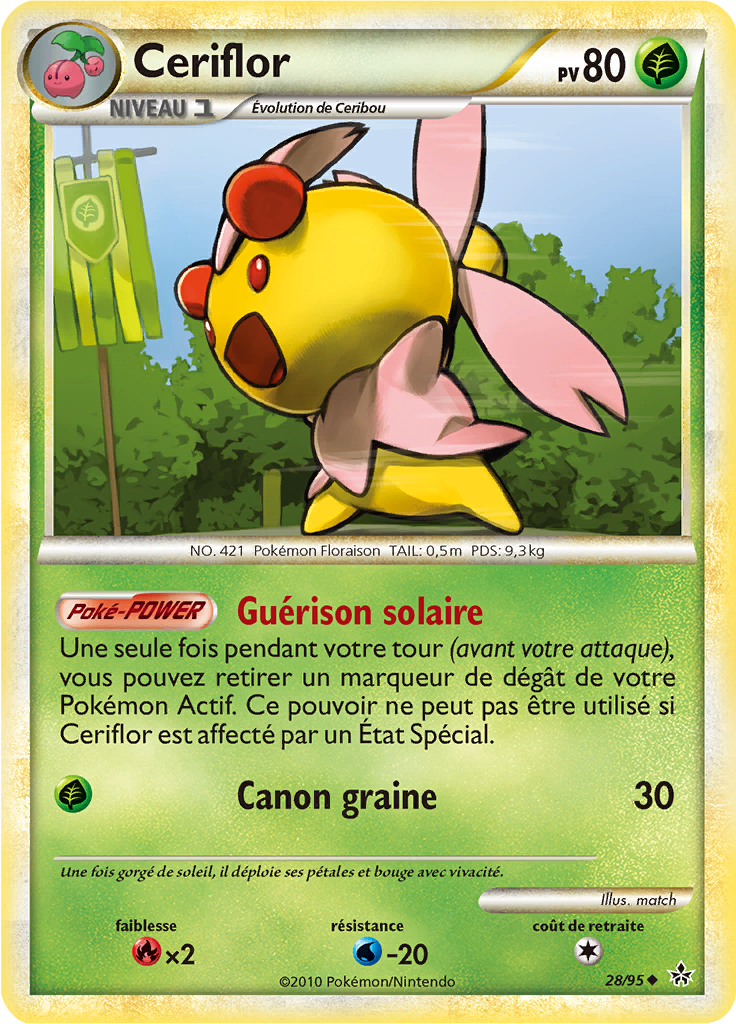 Ceriflor
PV 80
NIVEAU 1
Évolution de Ceribou
NO. 421 Pokémon Floraison TAIL: 0,5m PDS: 9,3kg
Poké-POWER Guérison solaire
Une seule fois pendant votre tour (avant votre attaque),
vous pouvez retirer un marqueur de dégât de votre
Pokémon Actif. Ce pouvoir ne peut pas être utilisé si
Ceriflor est affecté par un État Spécial.
Canon graine 30
Une fois gorgé de soleil, il déploie ses pétales et bouge avec vivacité.
Illus. match
faiblesse résistance coût de retraite
×2 -20
©2010 Pokémon/Nintendo
28/95